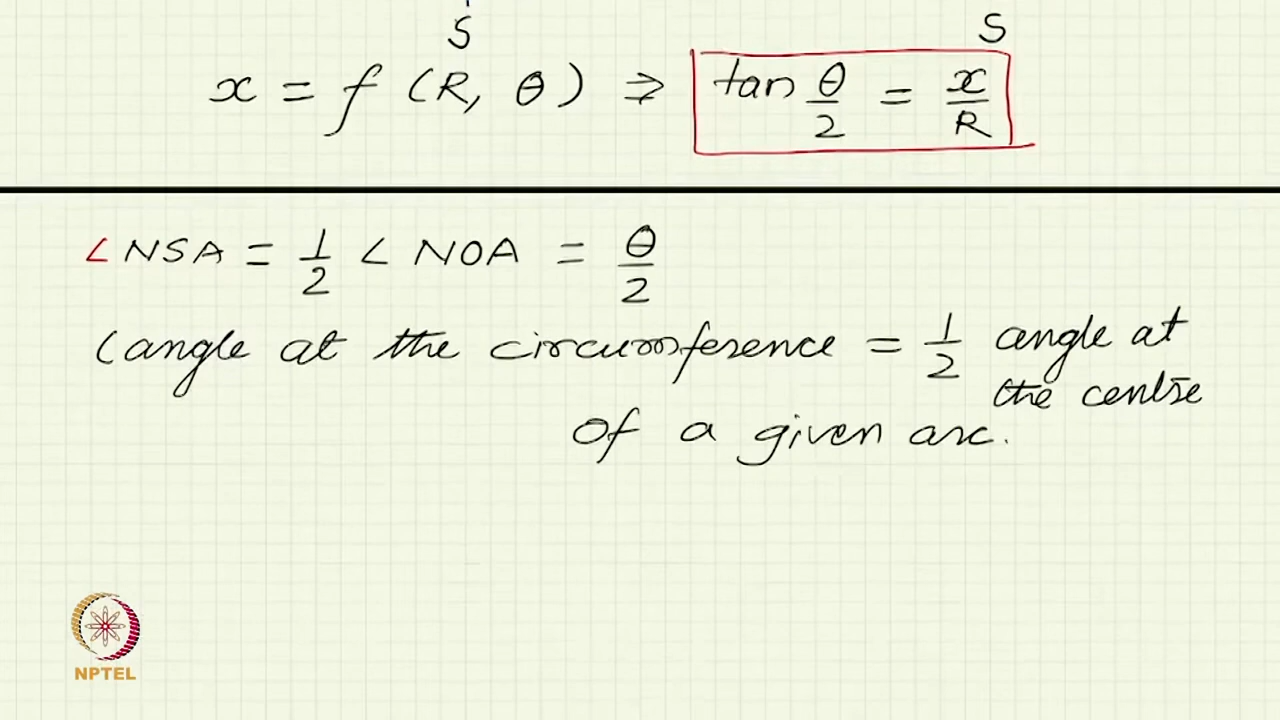 S S
x = f (R, θ) ⇒ tan θ/2 = x/R
∠ NSA = 1/2 ∠ NOA = θ/2
(angle at the circumference = 1/2 angle at
the centre
of a given arc.
NPTEL